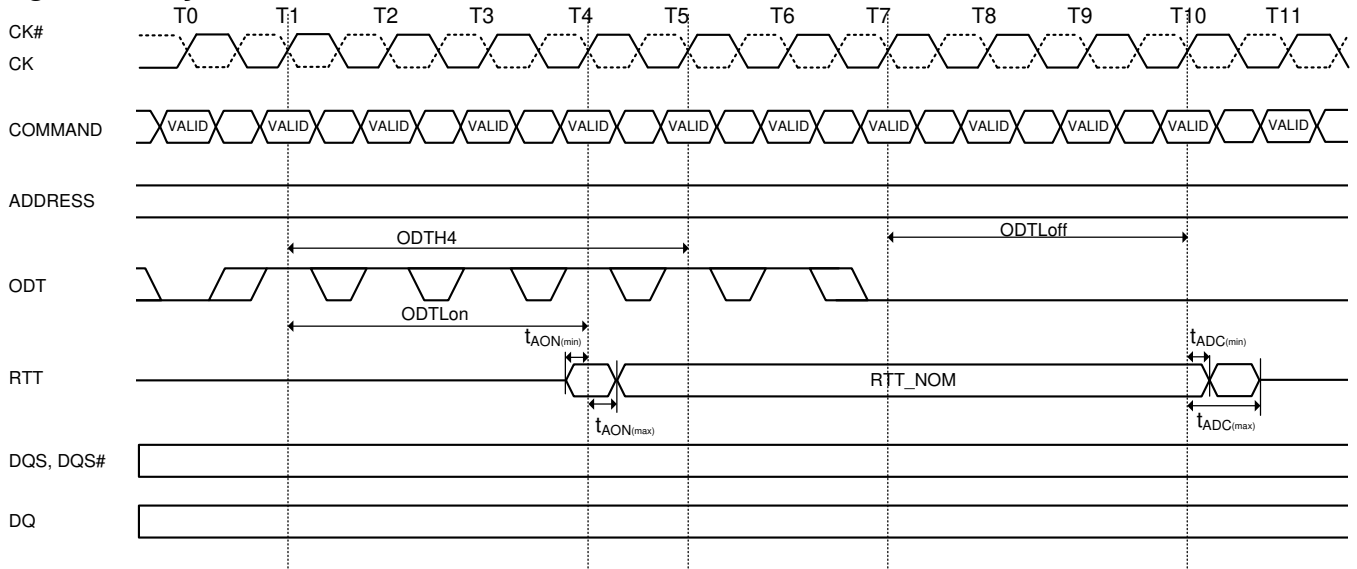 T0 T1 T2 T3 T4 T5 T6 T7 T8 T9 T10 T11
CK#
CK
COMMAND VALID VALID VALID VALID VALID VALID VALID VALID VALID VALID VALID VALID
ADDRESS
ODTH4 ODTLoff
ODT
ODTLon
tAON(min) tADC(min)
RTT RTT_NOM
tAON(max) tADC(max)
DQS, DQS#
DQ